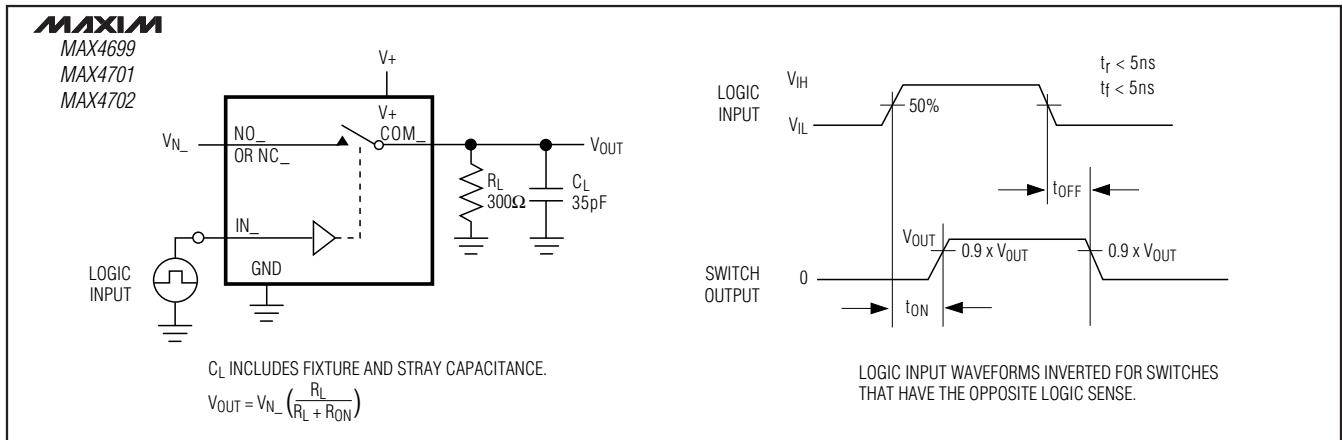 MAXIM
MAX4699
MAX4701
MAX4702
V+
V+
V_N_
NO_
OR NC_
COM_
V_OUT
R_L
300Ω
C_L
35pF
IN_
GND
LOGIC
INPUT
C_L INCLUDES FIXTURE AND STRAY CAPACITANCE.
V_OUT = V_N_ (R_L / R_L + R_ON)
LOGIC
INPUT
V_IH
V_IL
50%
t_r < 5ns
t_f < 5ns
t_OFF
SWITCH
OUTPUT
V_OUT
0
0.9 x V_OUT
0.9 x V_OUT
t_ON
LOGIC INPUT WAVEFORMS INVERTED FOR SWITCHES
THAT HAVE THE OPPOSITE LOGIC SENSE.